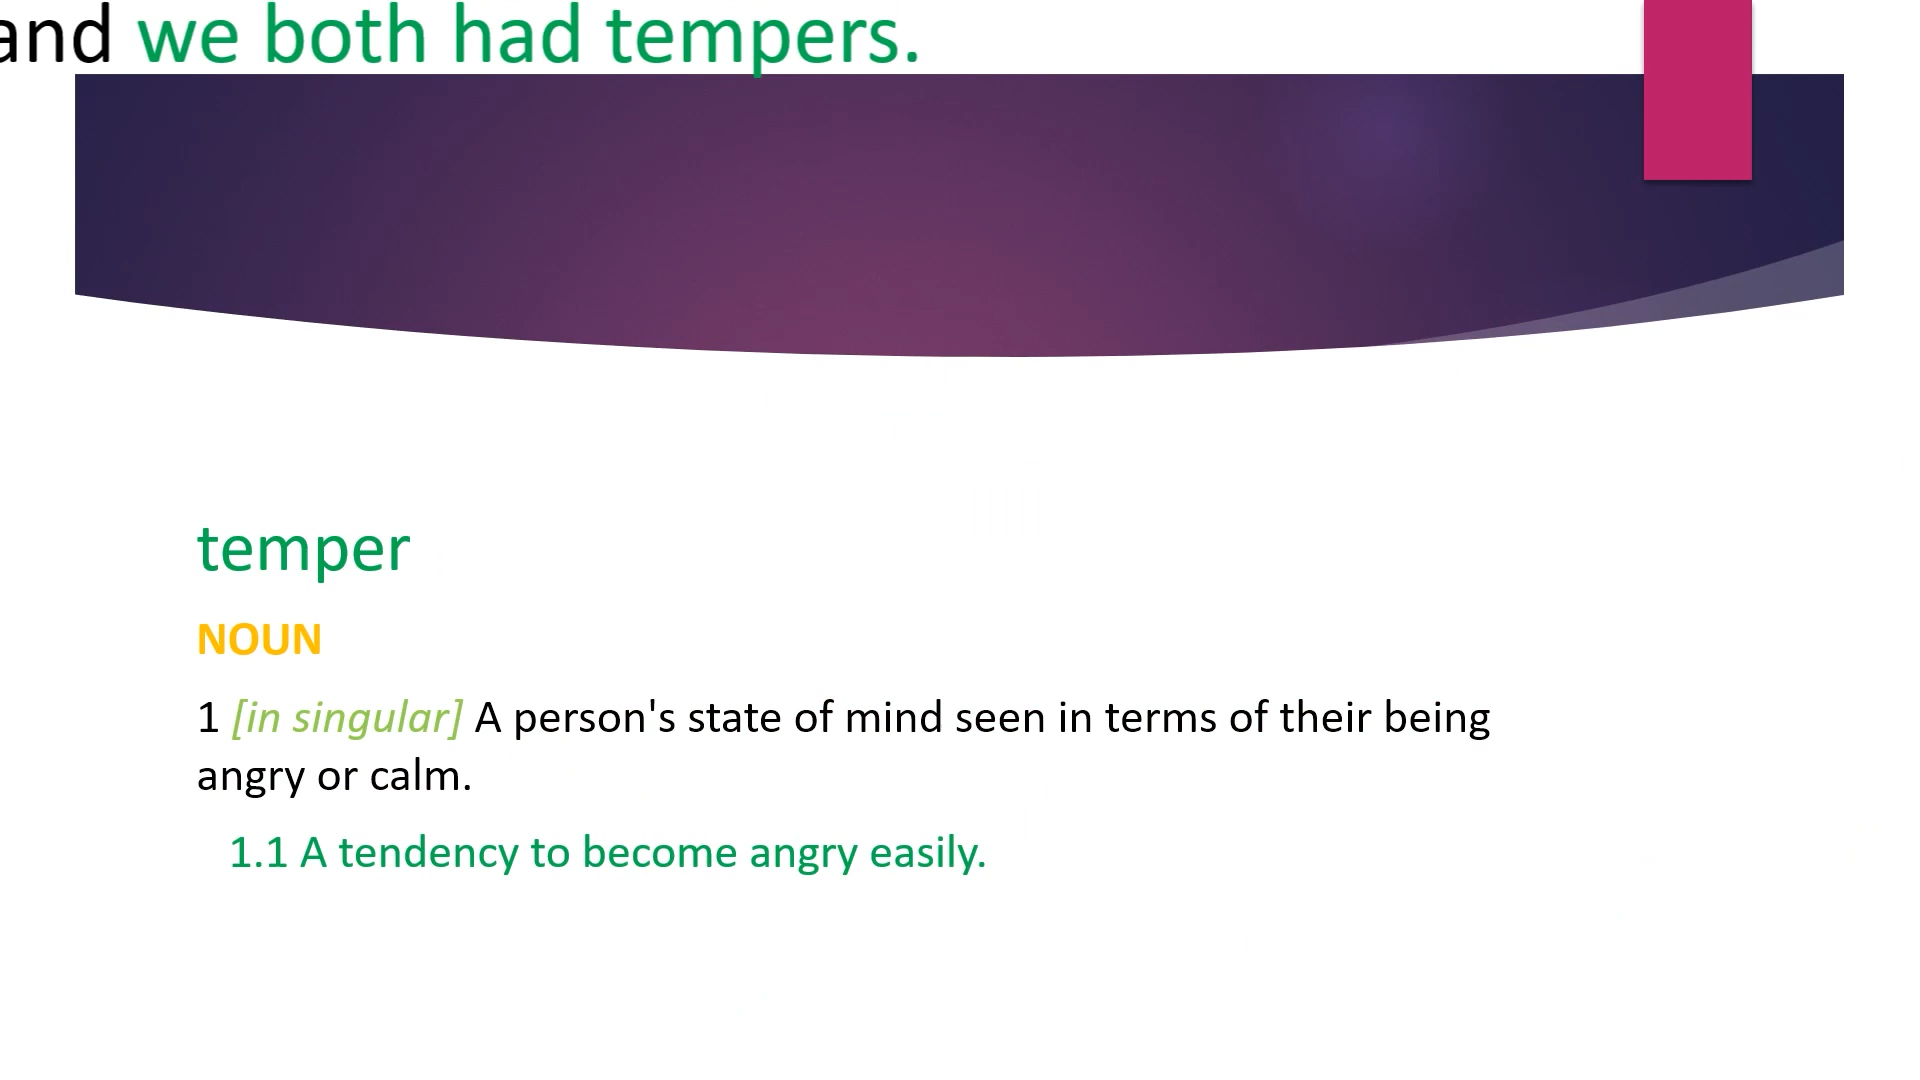 and we both had tempers.
temper
NOUN
1 [in singular] A person's state of mind seen in terms of their being
angry or calm.
1.1 A tendency to become angry easily.